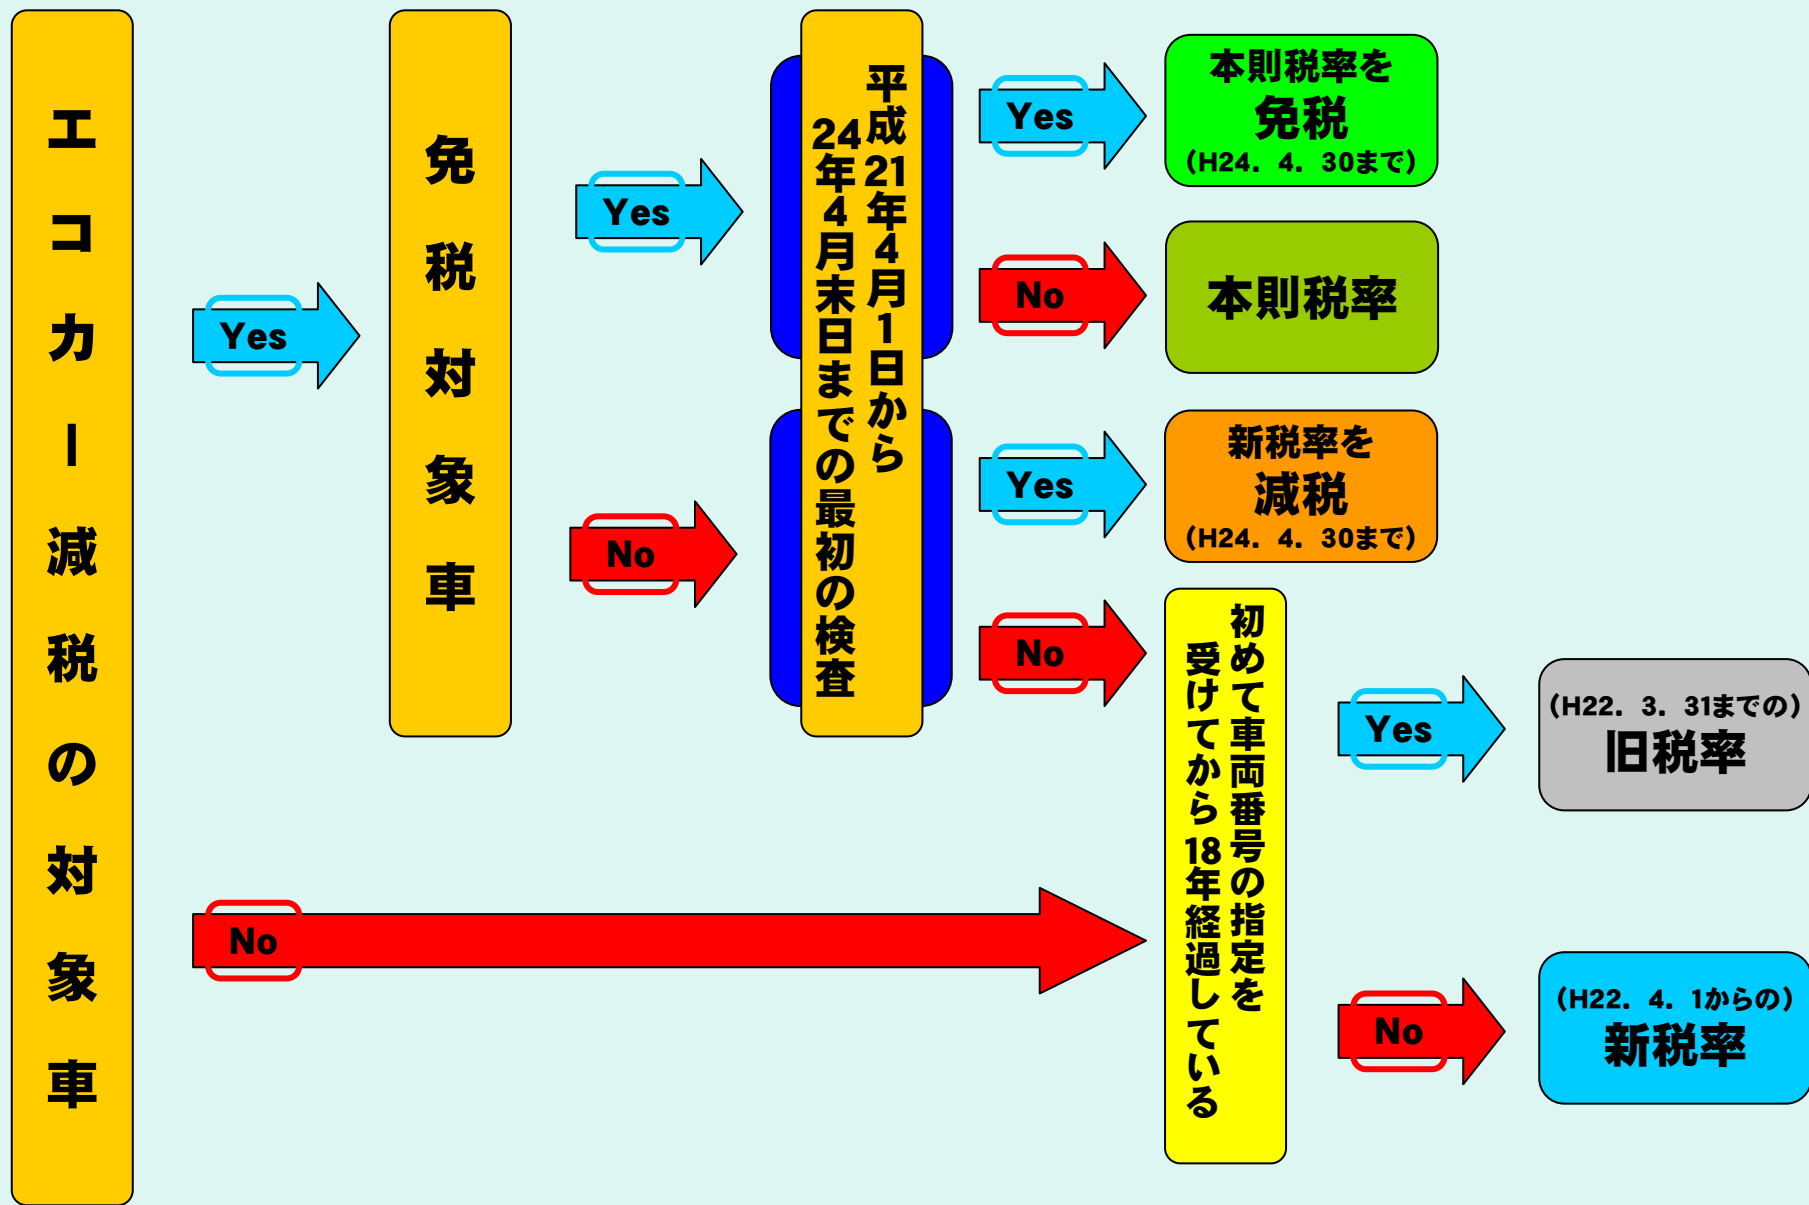 エコカー減税の対象車
Yes
No
免税対象車
Yes
No
平成21年4月1日から
24年4月末日までの最初の検査
Yes
本則税率を
免税
(H24. 4. 30まで)
No
本則税率
Yes
新税率を
減税
(H24. 4. 30まで)
No
初めて車両番号の指定を
受けてから18年経過している
Yes
(H22. 3. 31までの)
旧税率
No
(H22. 4. 1からの)
新税率